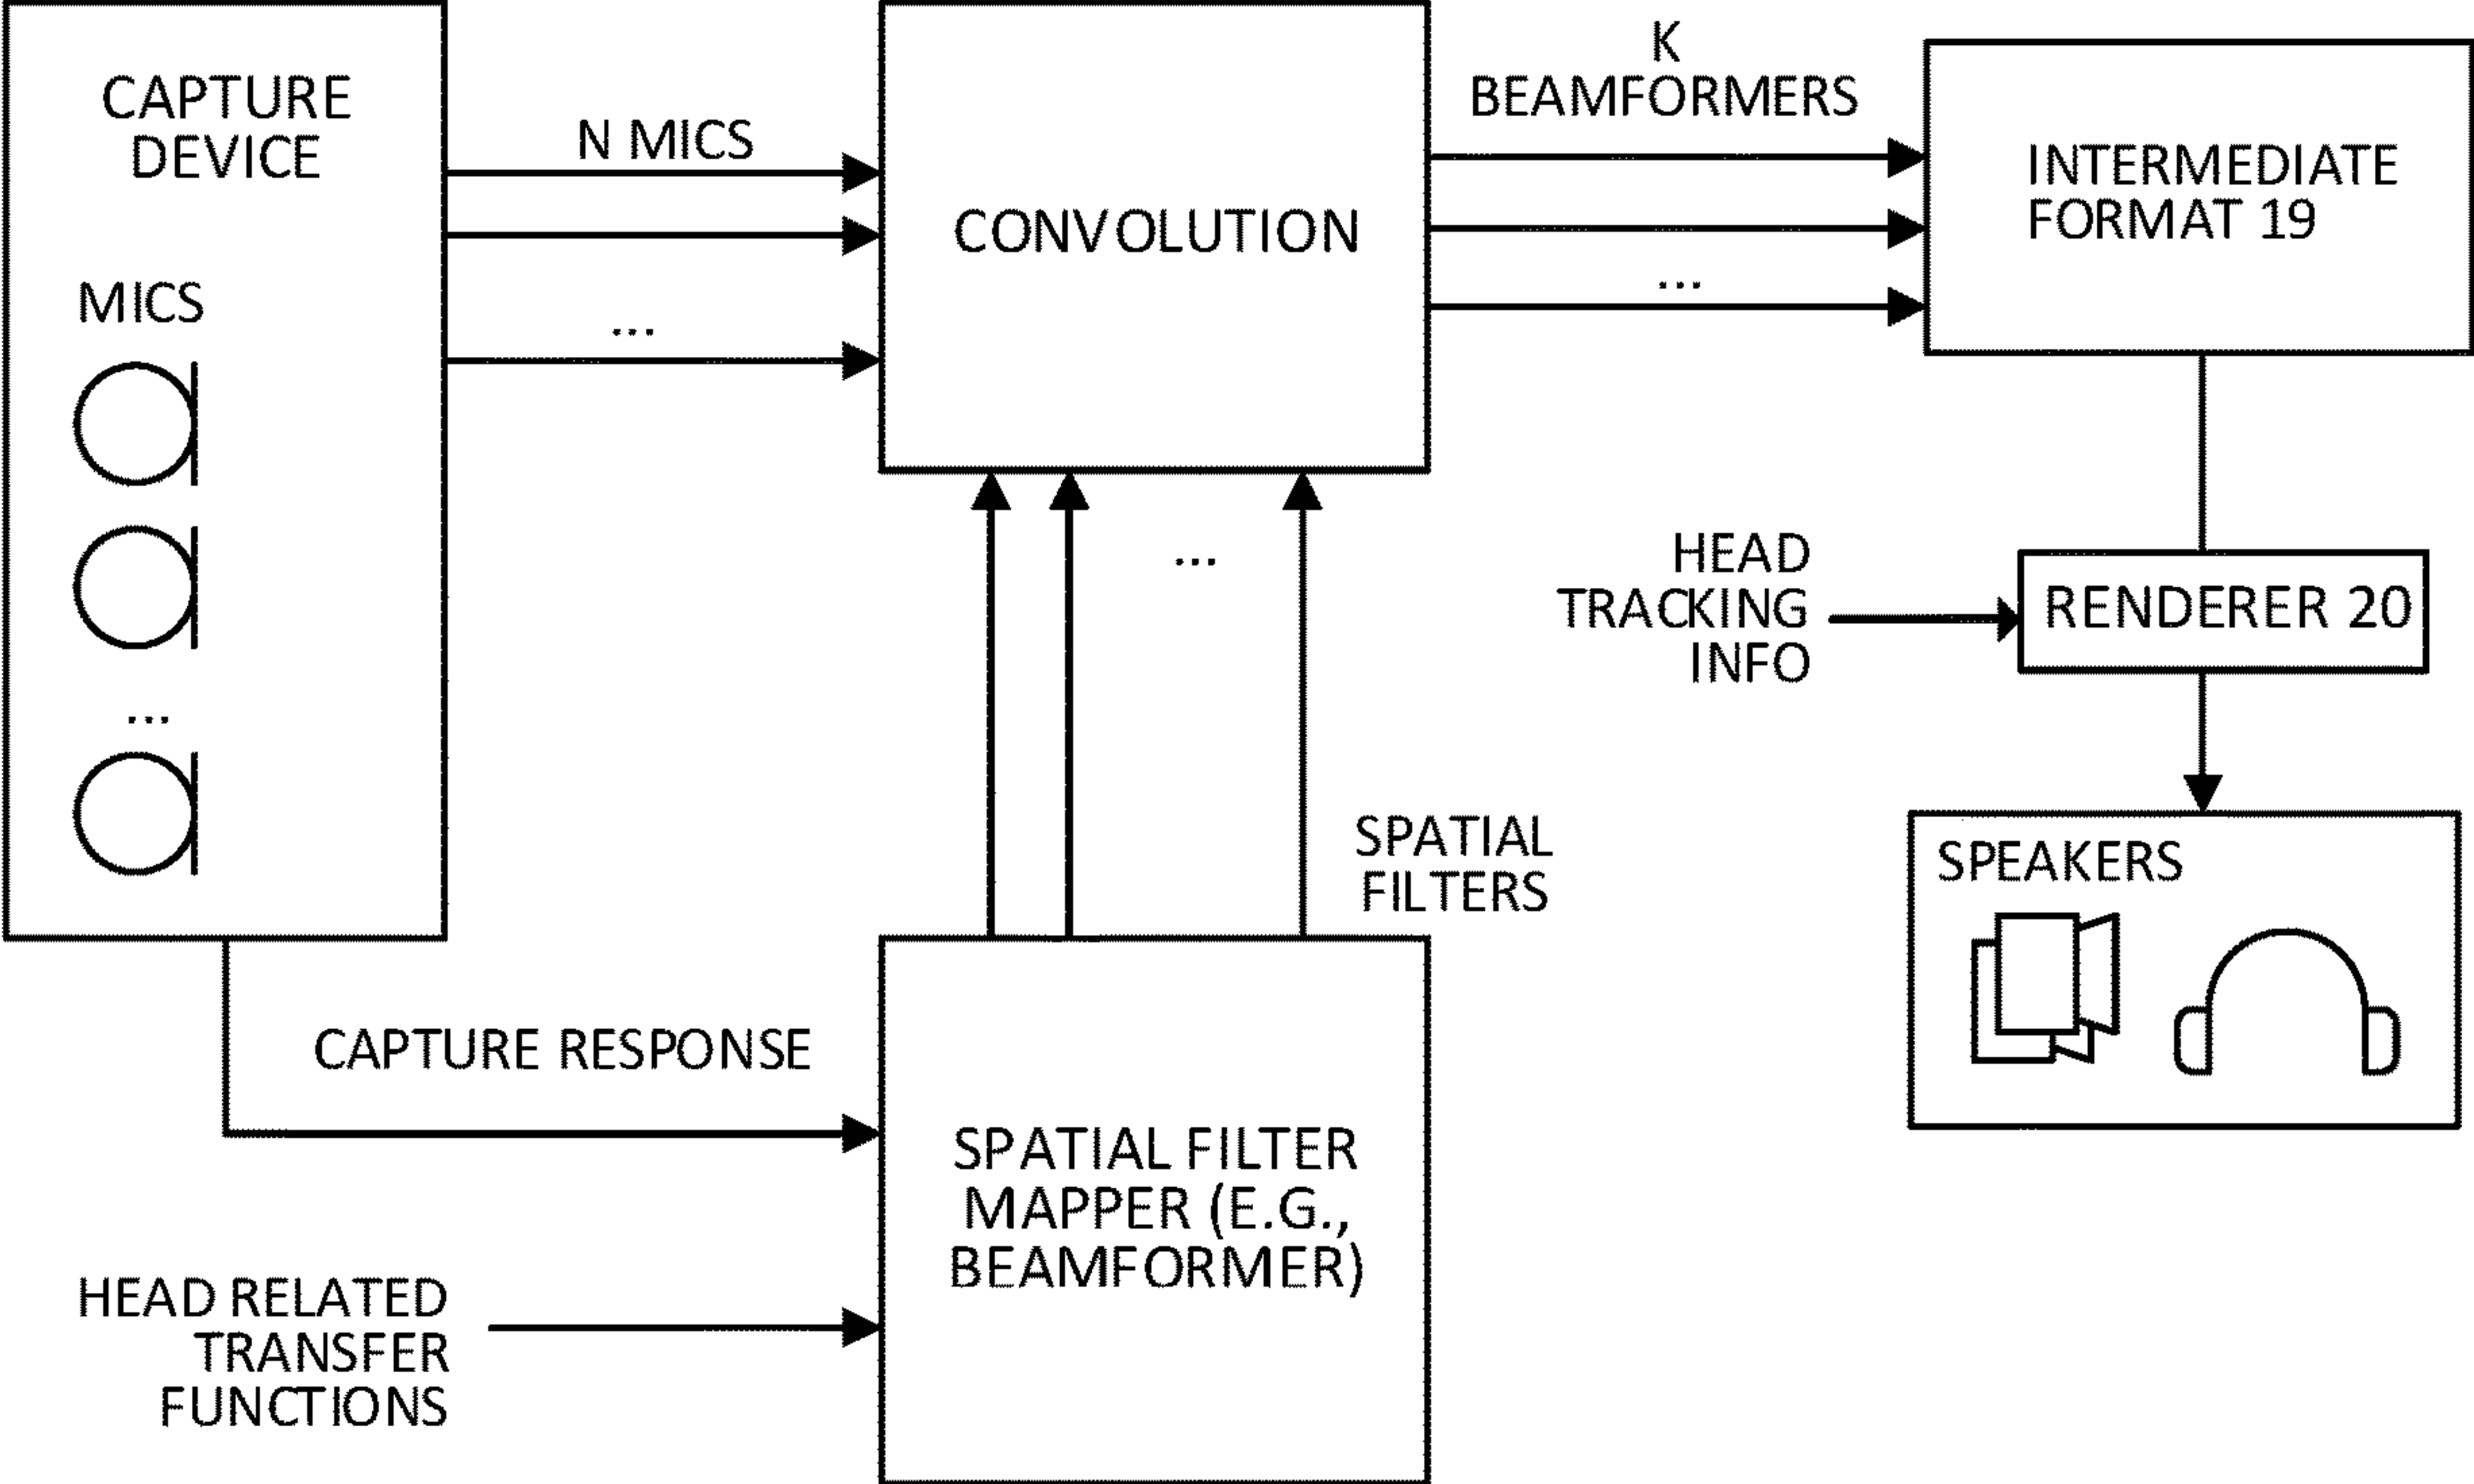 CAPTURE
DEVICE
MICS
...
N MICS
...
CONVOLUTION
K
BEAMFORMERS
...
INTERMEDIATE
FORMAT 19
HEAD
TRACKING
INFO
RENDERER 20
SPEAKERS
...
SPATIAL
FILTERS
CAPTURE RESPONSE
HEAD RELATED
TRANSFER
FUNCTIONS
SPATIAL FILTER
MAPPER (E.G.,
BEAMFORMER)